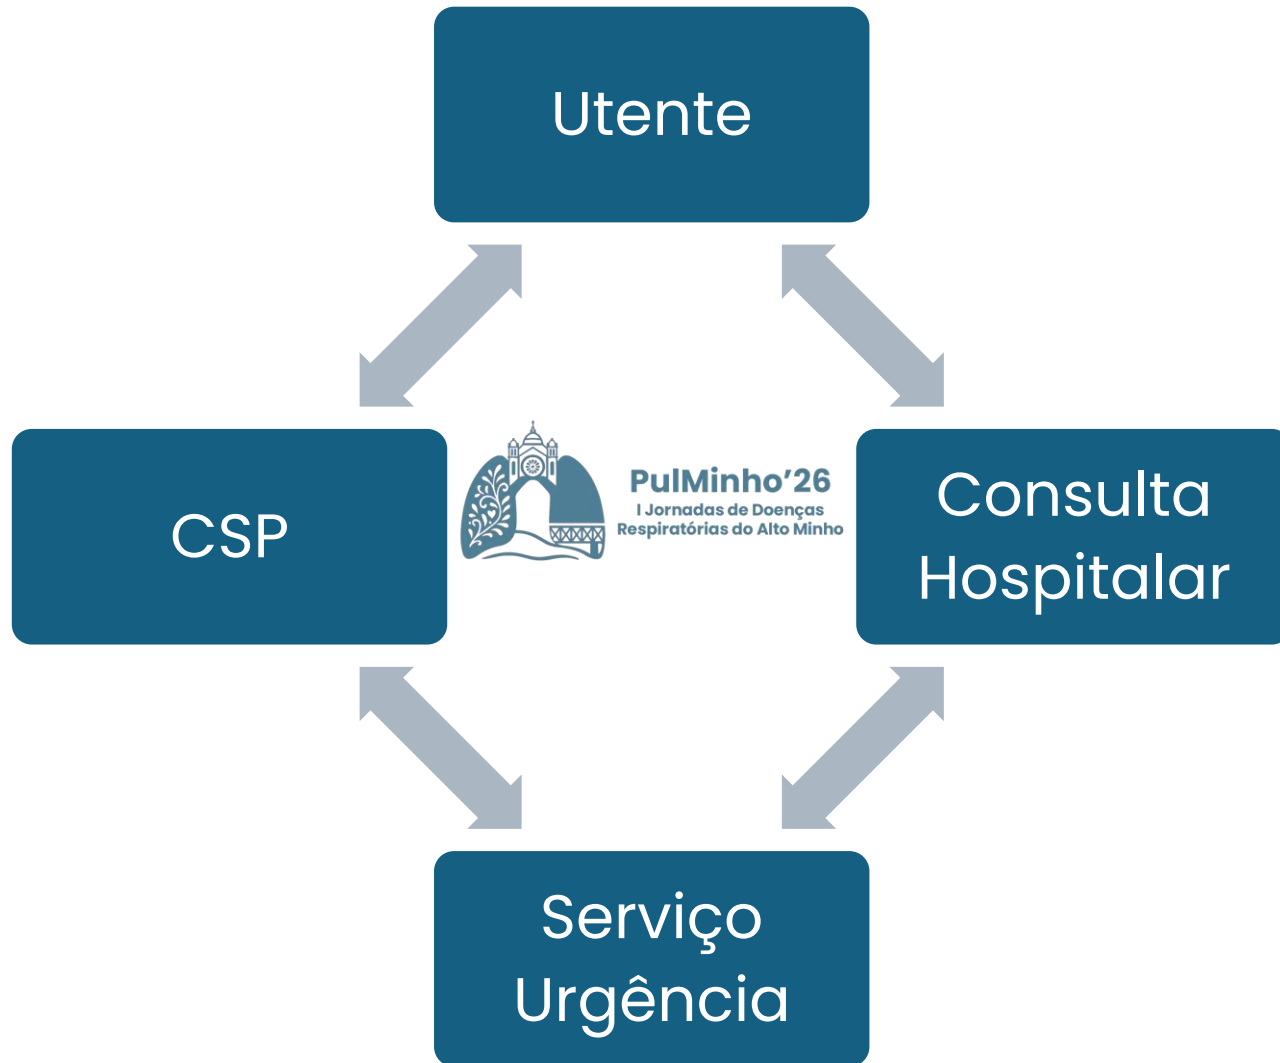 Utente
CSP
PulMinho'26
I Jornadas de Doenças
Respiratórias do Alto Minho
Consulta
Hospitalar
Serviço
Urgência